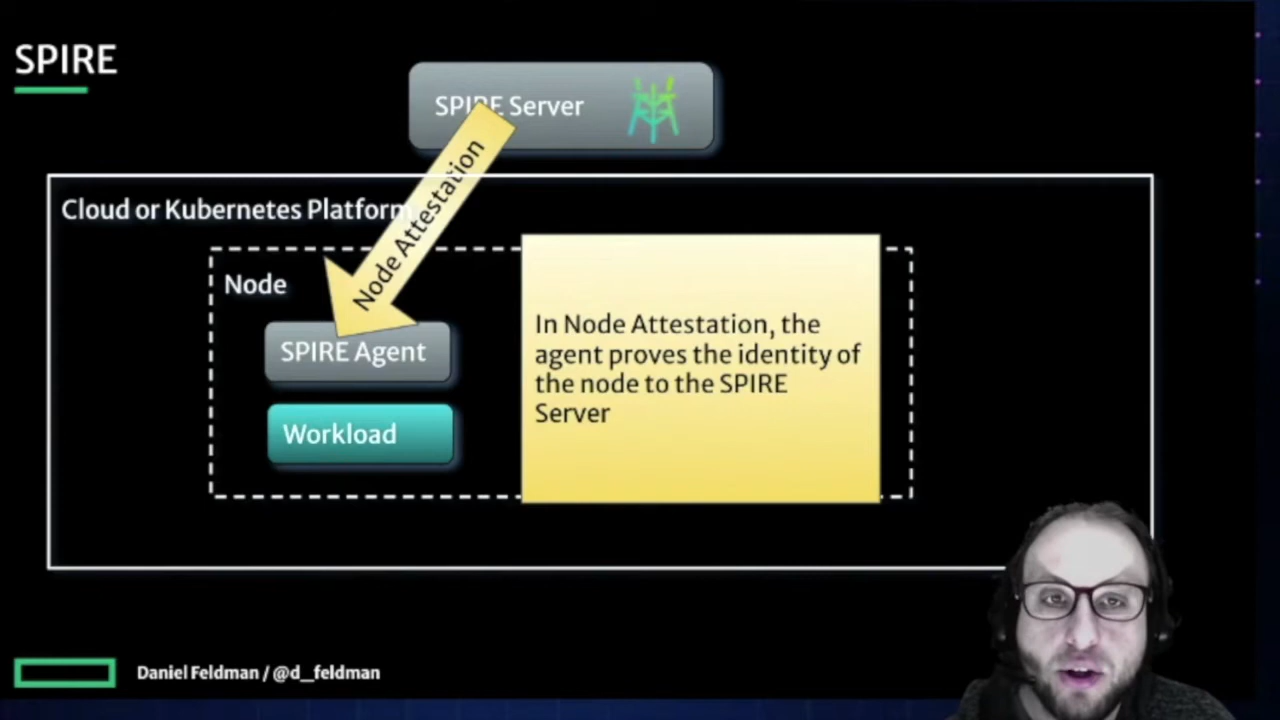 SPIRE
SPIRE Server
Node Attestation
Cloud or Kubernetes Platform
Node
SPIRE Agent
Workload
In Node Attestation, the
agent proves the identity of
the node to the SPIRE
Server
Daniel Feldman / @d_feldman